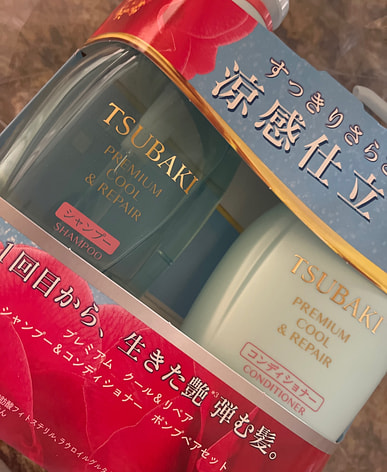 すっきりさらさ
涼感仕立
TSUBAKI
PREMIUM
COOL
& REPAIR
シャンプー
SHAMPOO
TSUBAKI
PREMIUM
COOL
& REPAIR
コンディショナー
CONDITIONER
1回目から、生きた艶*³弾む髪。
プレミアム クール&リペア
シャンプー&コンディショナー ポンプペアセット